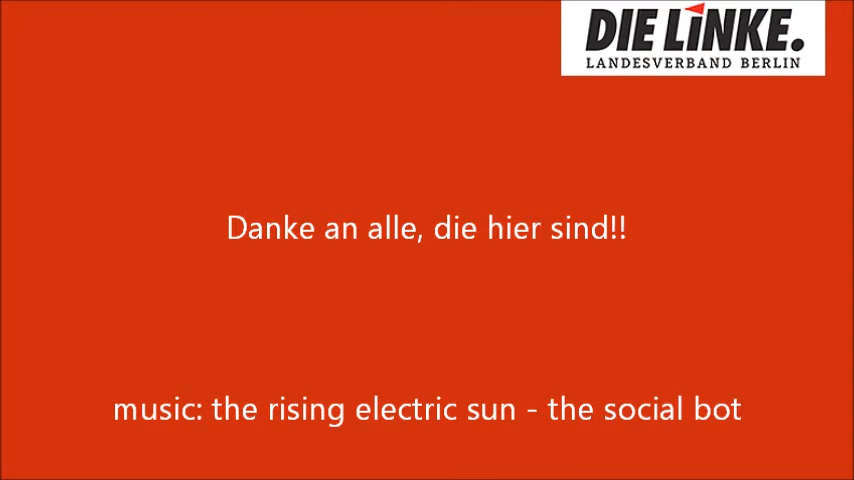 DIE LINKE.
LANDESVERBAND BERLIN
Danke an alle, die hier sind!!
music: the rising electric sun - the social bot